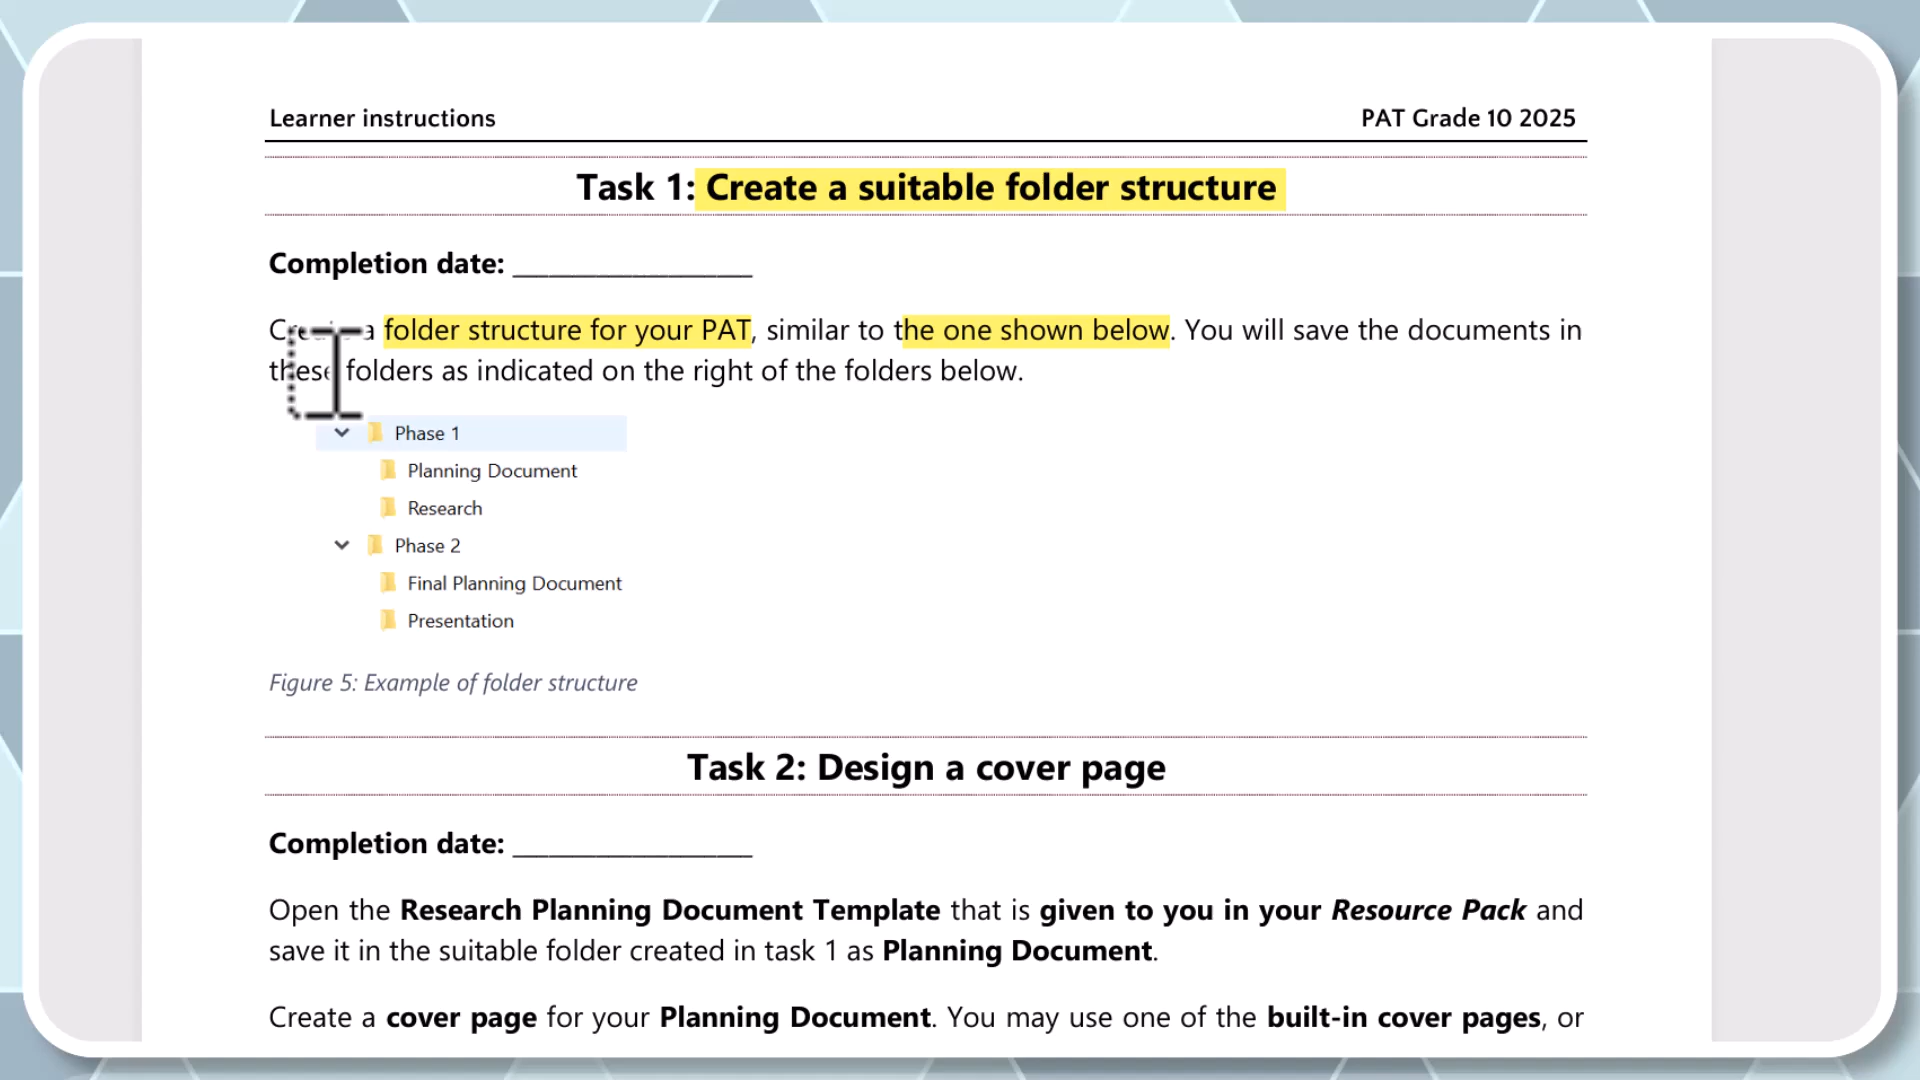 Learner instructions PAT Grade 10 2025
Task 1: Create a suitable folder structure
Completion date: ________________
a folder structure for your PAT, similar to the one shown below. You will save the documents in
these folders as indicated on the right of the folders below.
Phase 1
Planning Document
Research
Phase 2
Final Planning Document
Presentation
Figure 5: Example of folder structure
Task 2: Design a cover page
Completion date: ________________
Open the Research Planning Document Template that is given to you in your Resource Pack and
save it in the suitable folder created in task 1 as Planning Document.
Create a cover page for your Planning Document. You may use one of the built-in cover pages, or